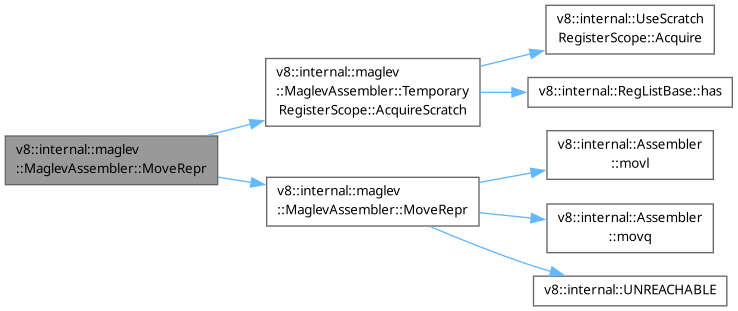 v8::internal::maglev
::MaglevAssembler::MoveRepr
v8::internal::maglev
::MaglevAssembler::Temporary
RegisterScope::AcquireScratch
v8::internal::UseScratch
RegisterScope::Acquire
v8::internal::RegListBase::has
v8::internal::maglev
::MaglevAssembler::MoveRepr
v8::internal::Assembler
::movl
v8::internal::Assembler
::movq
v8::internal::UNREACHABLE